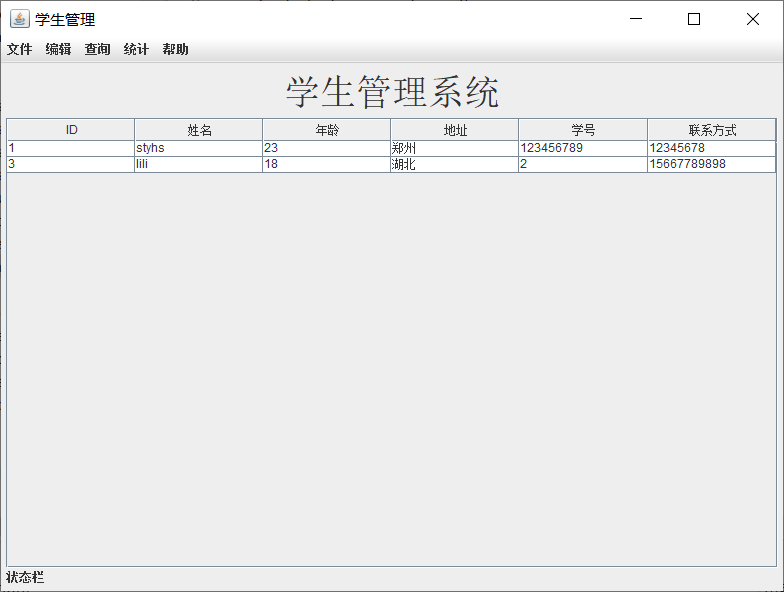 学生管理
文件 编辑 查询 统计 帮助
学生管理系统
ID 姓名 年龄 地址 学号 联系方式
1 styhs 23 郑州 123456789 12345678
3 lili 18 湖北 2 15667789898
状态栏